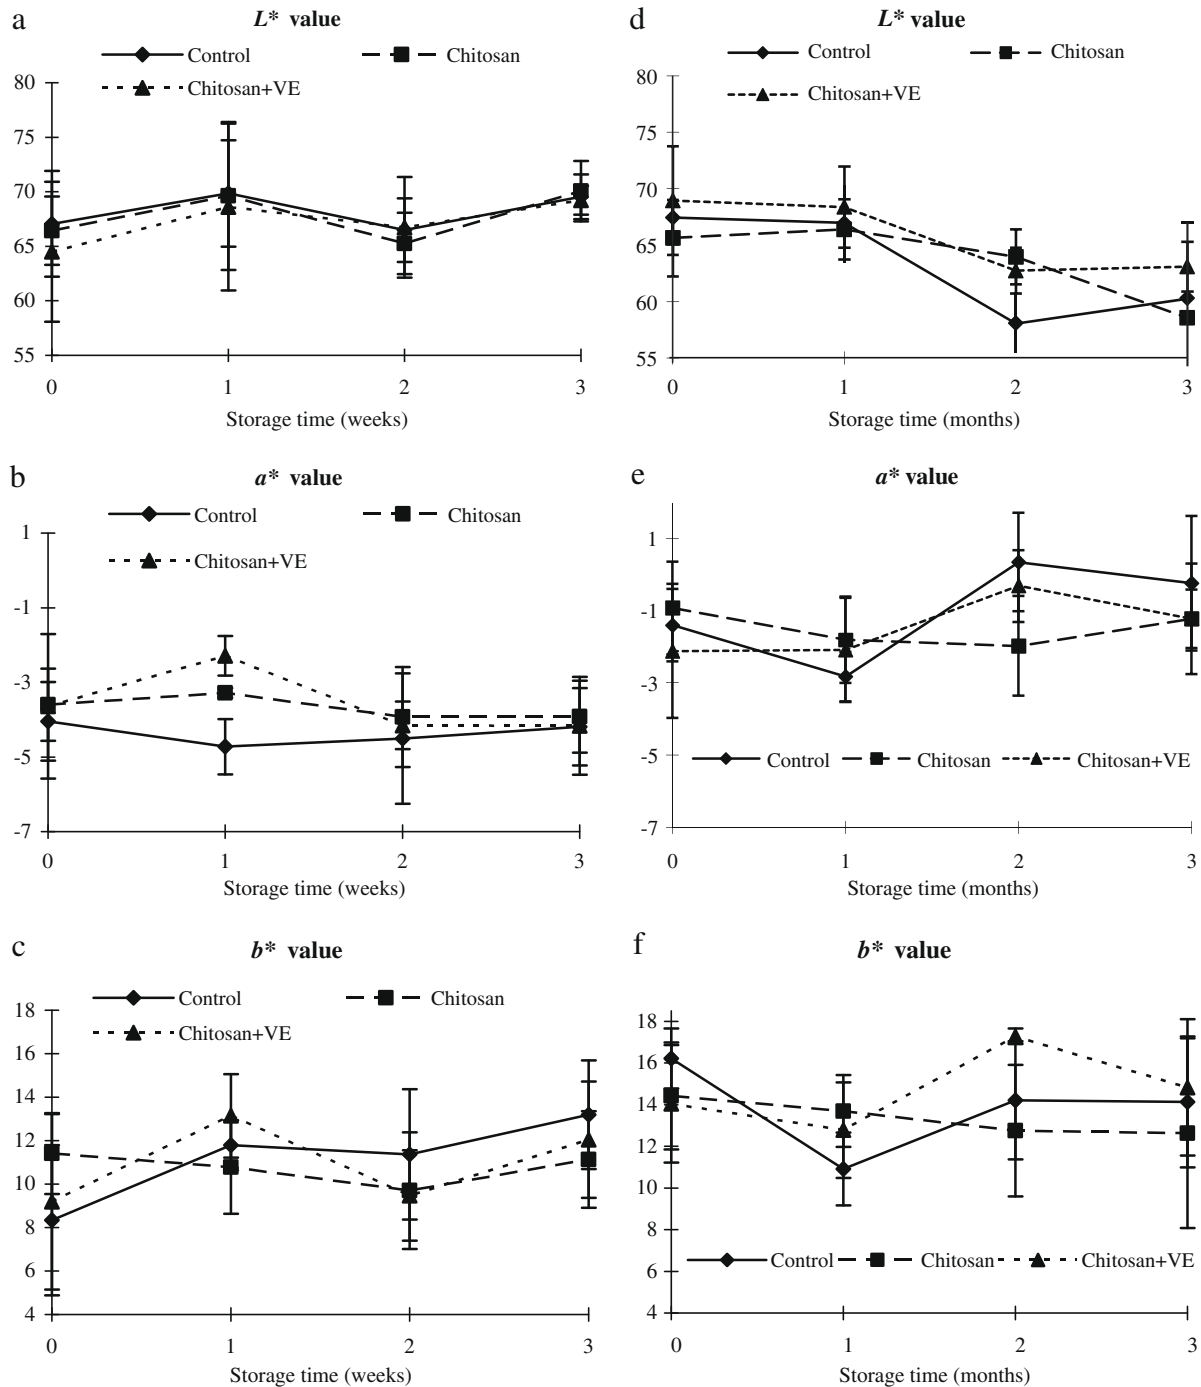 a
L* value
Control
Chitosan
Chitosan+VE
80
75
70
65
60
55
0 1 2 3
Storage time (weeks)
d
L* value
Control
Chitosan
Chitosan+VE
80
75
70
65
60
55
0 1 2 3
Storage time (months)
b
a* value
Control
Chitosan
Chitosan+VE
1
-1
-3
-5
-7
0 1 2 3
Storage time (weeks)
e
a* value
1
-1
-3
-5
-7
Control Chitosan Chitosan+VE
0 1 2 3
Storage time (months)
c
b* value
Control
Chitosan
Chitosan+VE
18
16
14
12
10
8
6
4
0 1 2 3
Storage time (weeks)
f
b* value
18
16
14
12
10
8
6
4
Control Chitosan Chitosan+VE
0 1 2 3
Storage time (months)